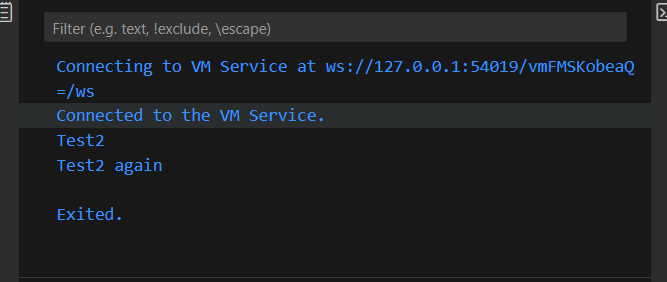 Filter (e.g. text, !exclude, \escape)
Connecting to VM Service at ws://127.0.0.1:54019/vmFMSKobeaQ
=/ws
Connected to the VM Service.
Test2
Test2 again
Exited.